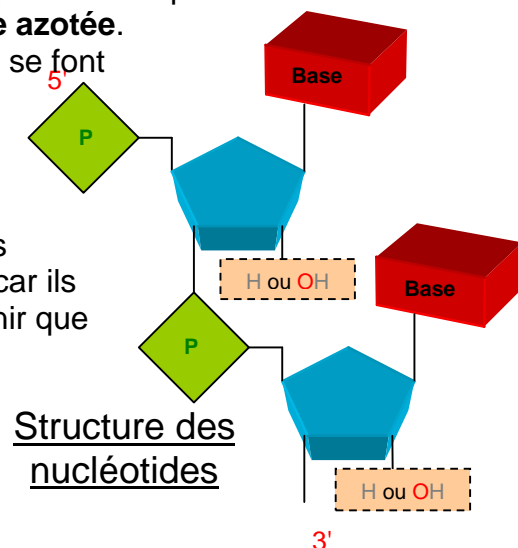 e azotée.
se font
5'
Base
P
s
car ils
nir que
H ou OH
Base
P
Structure des
nucléotides
H ou OH
3'